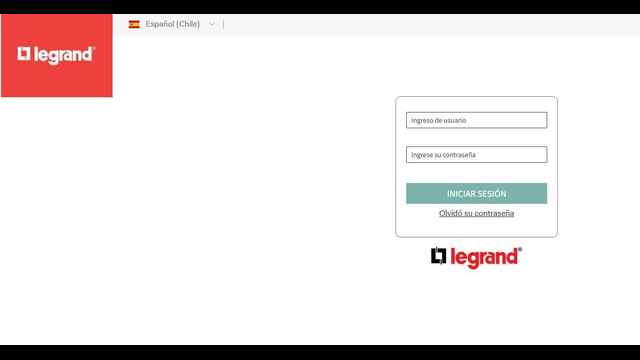 Español (Chile)
legrand®
Ingreso de usuario
Ingrese su contraseña
INICIAR SESIÓN
Olvidó su contraseña
legrand®